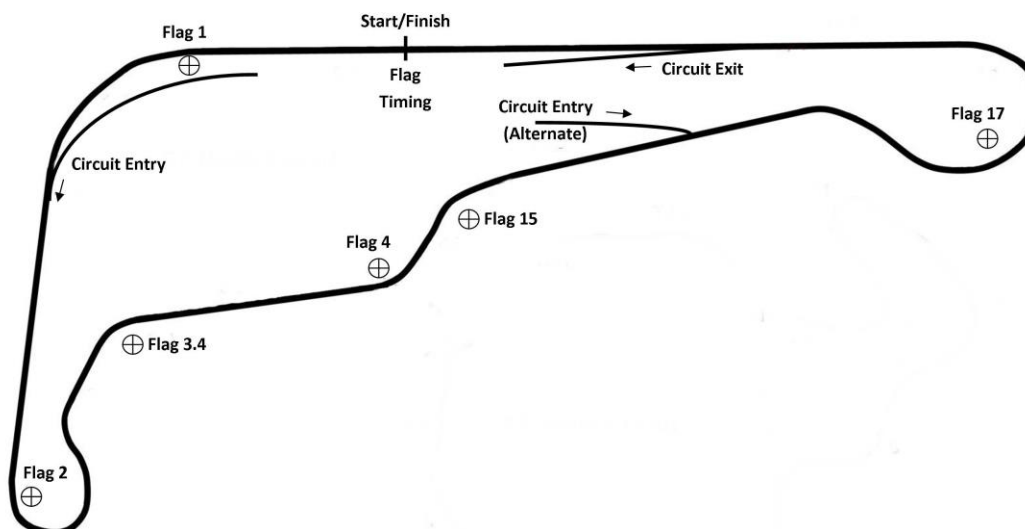 Start/Finish
Flag 1
Flag
Timing
Circuit Exit
Circuit Entry
(Alternate)
Flag 17
Circuit Entry
Flag 15
Flag 4
Flag 3.4
Flag 2